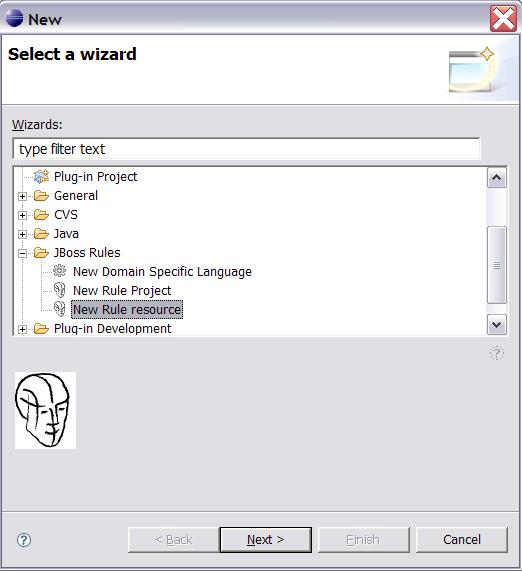 New
Select a wizard
Wizards:
type filter text
Plug-in Project
General
CVS
Java
JBoss Rules
New Domain Specific Language
New Rule Project
New Rule resource
Plug-in Development
< Back Next > Finish Cancel